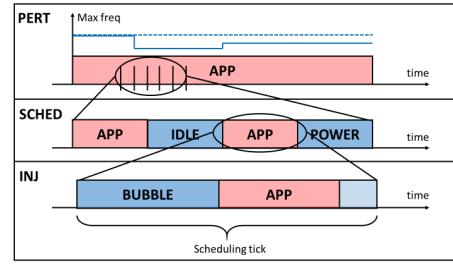 PERT
Max freq
APP
time
SCHED
APP
IDLE
APP
POWER
time
INJ
BUBBLE
APP
time
Scheduling tick